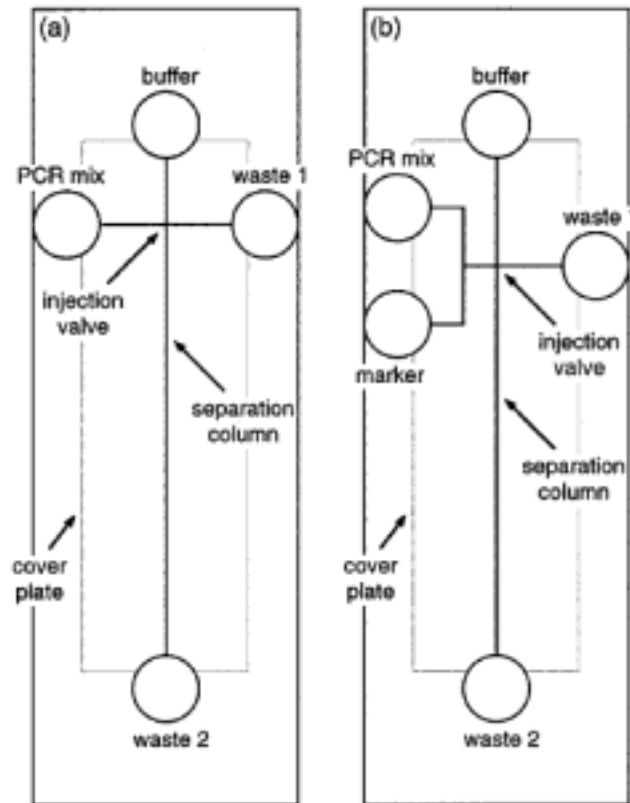 (a)
buffer
PCR mix
waste 1
injection
valve
separation
column
cover
plate
waste 2
(b)
buffer
PCR mix
waste
marker
injection
valve
separation
column
cover
plate
waste 2